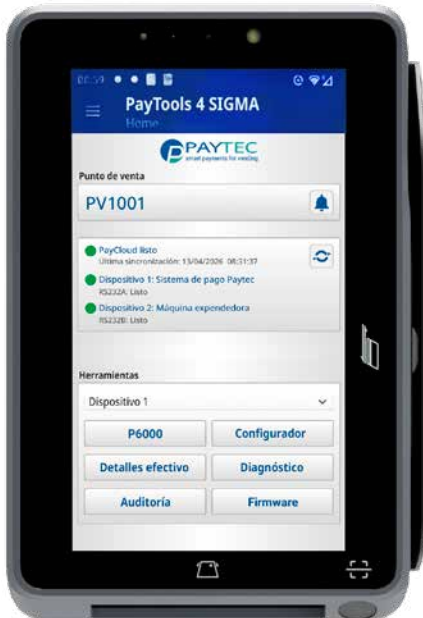 PayTools 4 SIGMA
Home
PAYTEC
smart payments for vending
Punto de venta
PV1001
PayCloud listo
Última sincronización: 13/04/2026 08:31:37
Dispositivo 1: Sistema de pago Paytec
RS232A: Listo
Dispositivo 2: Máquina expendedora
RS232B: Listo
Herramientas
Dispositivo 1
P6000
Configurador
Detalles efectivo
Diagnóstico
Auditoría
Firmware